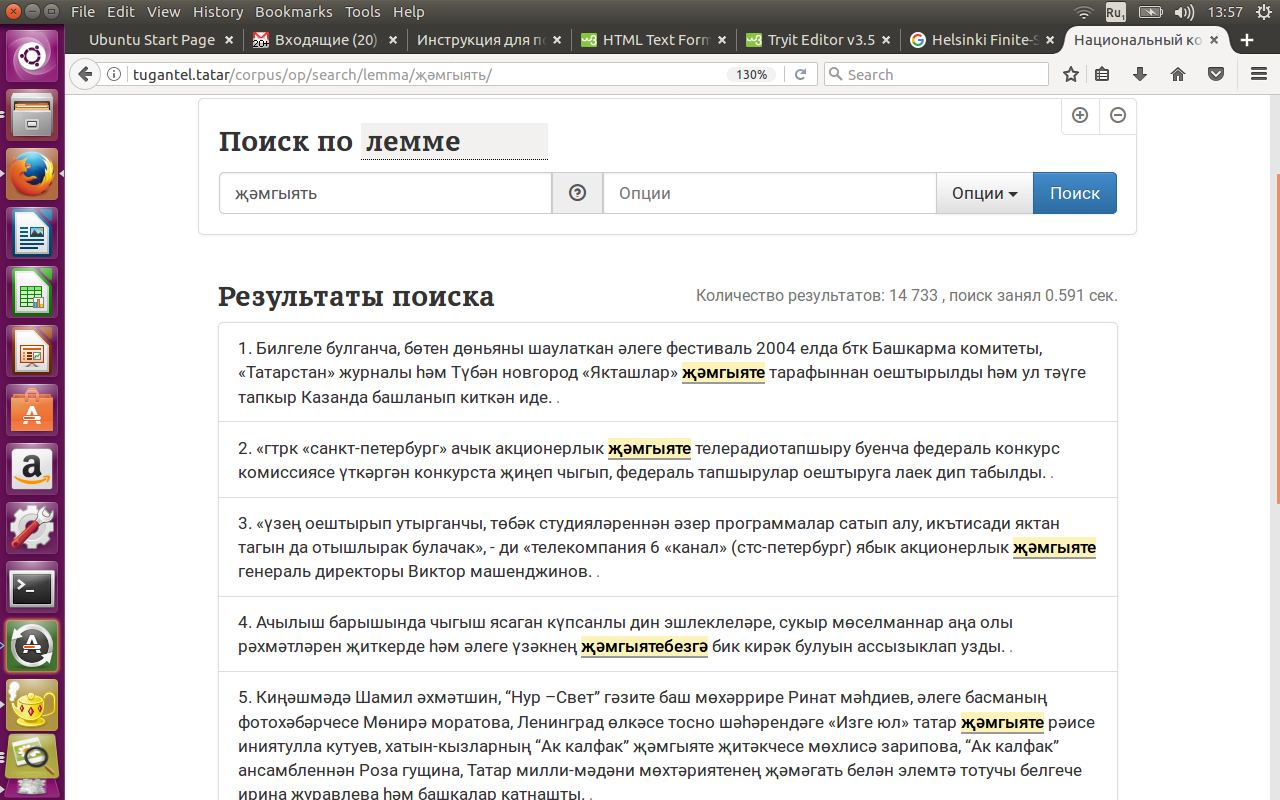 File Edit View History Bookmarks Tools Help
Ru1 13:57
Ubuntu Start Page × Входящие (20) × Инструкция для по × HTML Text Form × Tryit Editor v3.5 × Helsinki Finite-S × Национальный ко × +
tugantel.tatar/corpus/op/search/lemma/җәмгыять/ 130% Search
Поиск по лемме
җәмгыять Опции Опции Поиск
Результаты поиска Количество результатов: 14 733 , поиск занял 0.591 сек.
1. Билгеле булганча, бөтен дөньяны шаулаткан әлеге фестиваль 2004 елда бтк Башкарма комитеты,
«Татарстан» журналы һәм Түбән новгород «Якташлар» җәмгыяте тарафыннан оештырылды һәм ул тәүге
тапкыр Казанда башланып киткән иде. .
2. «гтрк «санкт-петербург» ачык акционерлык җәмгыяте телерадиотапшыру буенча федераль конкурс
комиссиясе үткәргән конкурста җиңеп чыгып, федераль тапшырулар оештыруга лаек дип табылды. .
3. «үзең оештырып утырганчы, төбәк студияләреннән әзер программалар сатып алу, икътисади яктан
тагын да отышлырак булачак», - ди «телекомпания 6 «канал» (стс-петербург) ябык акционерлык җәмгыяте
генераль директоры Виктор машенджинов. .
4. Ачылыш барышында чыгыш ясаган күпсанлы дин эшлеклеләре, сукыр мөселманнар аңа олы
рәхмәтләрен җиткерде һәм әлеге үзәкнең җәмгыятебезгә бик кирәк булуын ассызыклап узды. .
5. Киңәшмәдә Шамил әхмәтшин, “Нур –Свет” гәзите баш мөхәррире Ринат мәһдиев, әлеге басманың
фотохәбәрчесе Мөнирә моратова, Ленинград өлкәсе тосно шәһәрендәге «Изге юл» татар җәмгыяте рәисе
иниятулла кутуев, хатын-кызларның “Ак калфак” җәмгыяте җитәкчесе мөхлисә зарипова, “Ак калфак”
ансамбленнән Роза гущина, Татар милли-мәдәни мөхтәриятенең җәмәгать белән элемтә тотучы белгече
ирина журавлева һәм башкалар катнашты. .